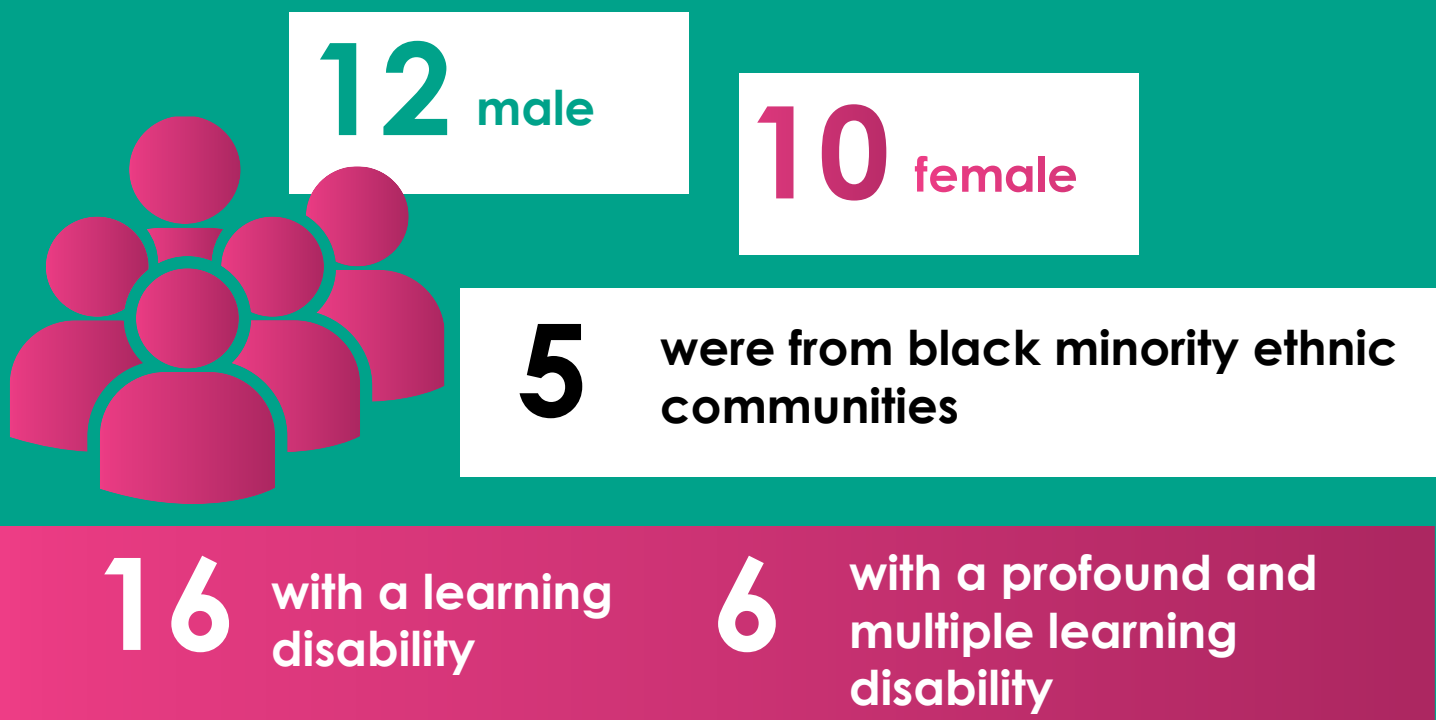 12 male
10 female
5 were from black minority ethnic
communities
16 with a learning
disability
6 with a profound and
multiple learning
disability